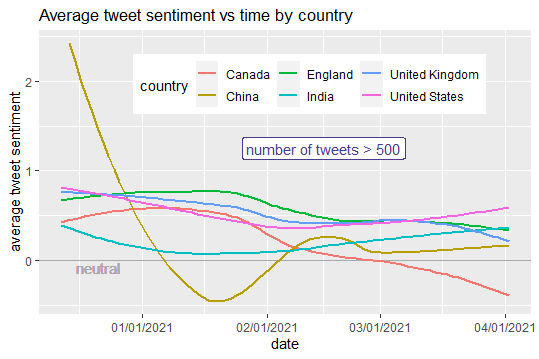 Average tweet sentiment vs time by country
average tweet sentiment
2
1
0
country
Canada
England
United Kingdom
China
India
United States
number of tweets > 500
neutral
01/01/2021
02/01/2021
03/01/2021
04/01/2021
date